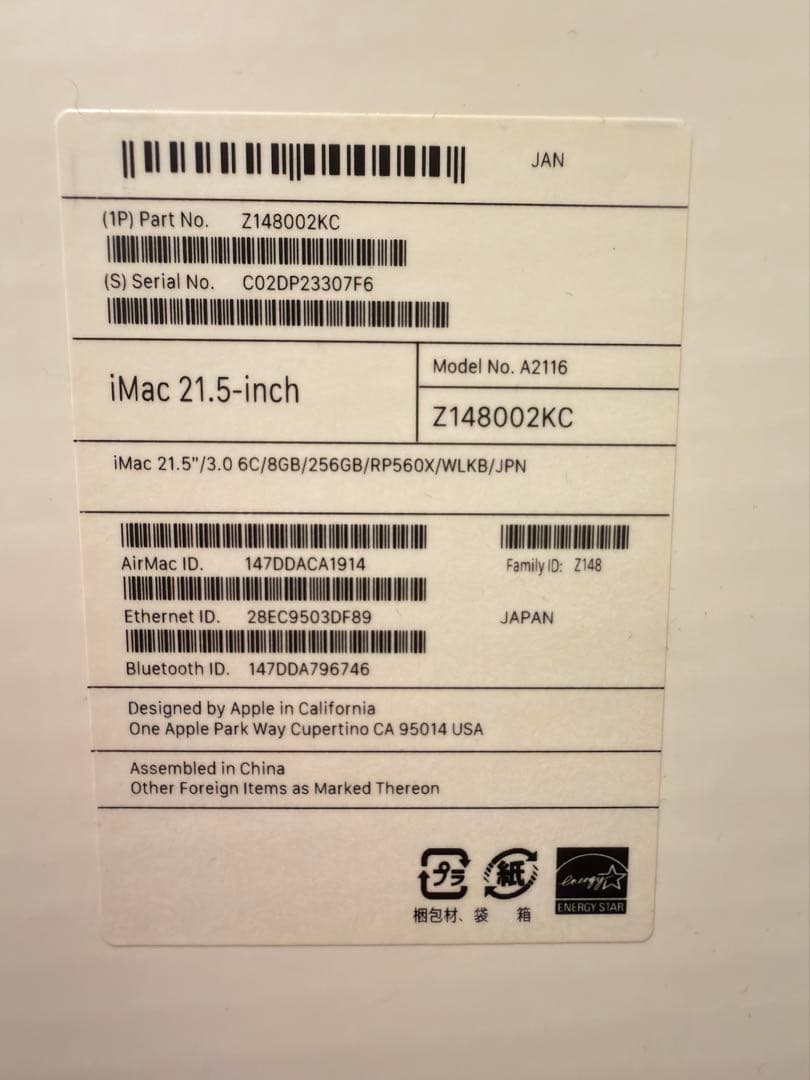 JAN
(1P) Part No. Z148002KC
(S) Serial No. C02DP23307F6
iMac 21.5-inch
Model No. A2116
Z148002KC
iMac 21.5"/3.0 6C/8GB/256GB/RP560X/WLKB/JPN
AirMac ID. 147DDACA1914
Family ID: Z148
Ethernet ID. 28EC9503DF89
JAPAN
Bluetooth ID. 147DDA796746
Designed by Apple in California
One Apple Park Way Cupertino CA 95014 USA
Assembled in China
Other Foreign Items as Marked Thereon
プラ
紙
energy
ENERGY STAR
梱包材、袋
箱